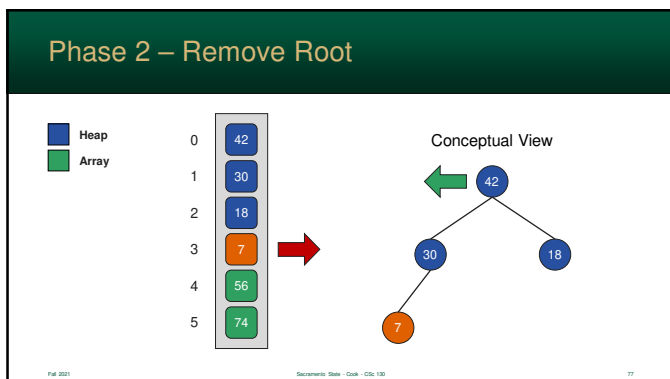 Phase 2 – Remove Root
Heap
Array
0 42
1 30
2 18
3 7
4 56
5 74
Conceptual View
42
30 18
7
Fall 2021 Sacramento State - Cook - CSc 130 77